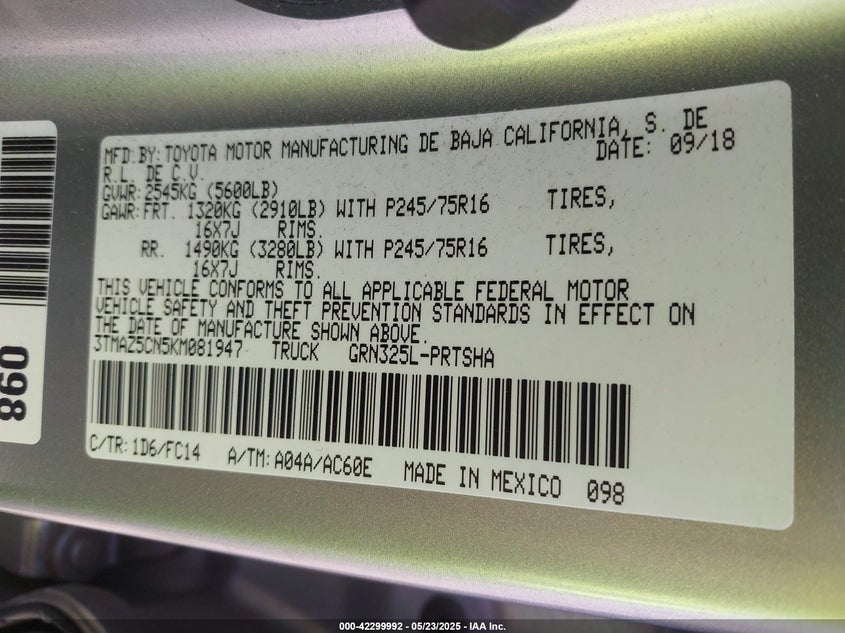 MFD.BY:TOYOTA MOTOR MANUFACTURING DE BAJA CALIFORNIA, S. DE
R.L. DE C.V. DATE: 09/18
GVWR:2545KG (5600LB)
GAWR:FRT. 1320KG (2910LB) WITH P245/75R16 TIRES,
16X7J RIMS.
RR. 1490KG (3280LB) WITH P245/75R16 TIRES,
16X7J RIMS.
THIS VEHICLE CONFORMS TO ALL APPLICABLE FEDERAL MOTOR
VEHICLE SAFETY AND THEFT PREVENTION STANDARDS IN EFFECT ON
THE DATE OF MANUFACTURE SHOWN ABOVE.
3TMAZ5CN5KM081947 TRUCK GRN325L-PRTSHA
C/TR:1D6/FC14 A/TM:A04A/AC60E MADE IN MEXICO 098
098
000-42299992 - 05/23/2025 - IAA Inc.